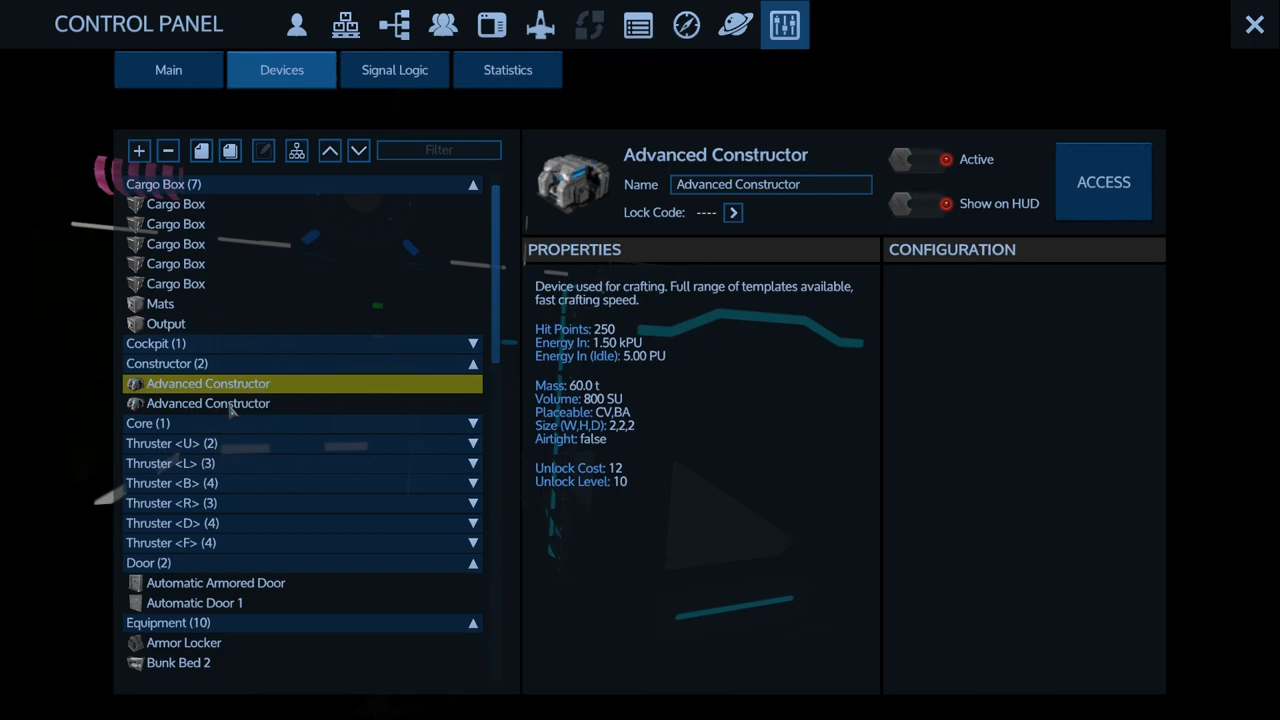 CONTROL PANEL
Main
Devices
Signal Logic
Statistics
Filter
Cargo Box (7)
Cargo Box
Cargo Box
Cargo Box
Cargo Box
Cargo Box
Mats
Output
Cockpit (1)
Constructor (2)
Advanced Constructor
Advanced Constructor
Core (1)
Thruster <U> (2)
Thruster <L> (3)
Thruster <B> (4)
Thruster <R> (3)
Thruster <D> (4)
Thruster <F> (4)
Door (2)
Automatic Armored Door
Automatic Door 1
Equipment (10)
Armor Locker
Bunk Bed 2
Advanced Constructor
Name Advanced Constructor
Lock Code: ----
Active
Show on HUD
ACCESS
PROPERTIES
Device used for crafting. Full range of templates available,
fast crafting speed.
Hit Points: 250
Energy In: 1.50 kPU
Energy In (Idle): 5.00 PU
Mass: 60.0 t
Volume: 800 SU
Placeable: CV,BA
Size (W,H,D): 2,2,2
Airtight: false
Unlock Cost: 12
Unlock Level: 10
CONFIGURATION